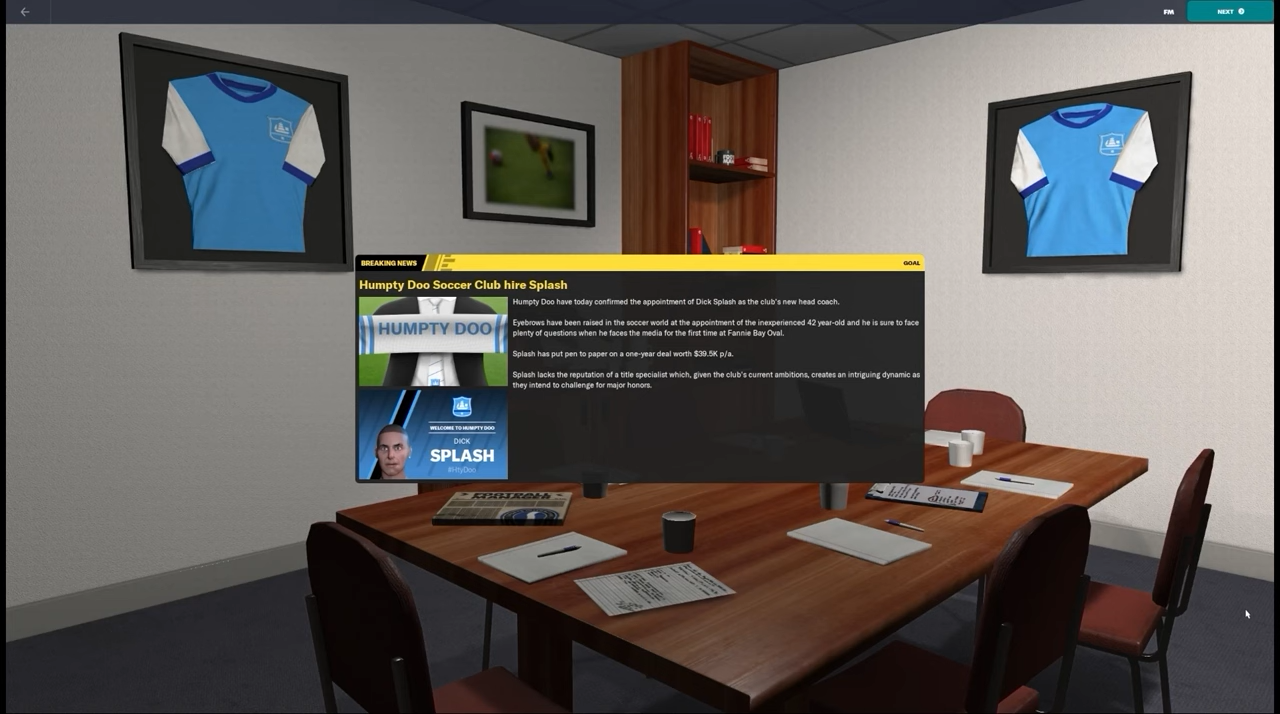 FM
NEXT
BREAKING NEWS
GOAL
Humpty Doo Soccer Club hire Splash
HUMPTY DOO
Humpty Doo have today confirmed the appointment of Dick Splash as the club's new head coach.
Eyebrows have been raised in the soccer world at the appointment of the inexperienced 42 year-old and he is sure to face
plenty of questions when he faces the media for the first time at Fannie Bay Oval.
Splash has put pen to paper on a one-year deal worth $39.5K p/a.
Splash lacks the reputation of a title specialist which, given the club's current ambitions, creates an intriguing dynamic as
they intend to challenge for major honors.
WELCOME TO HUMPTY DOO
DICK
SPLASH
FOOTBALL
MANAGER